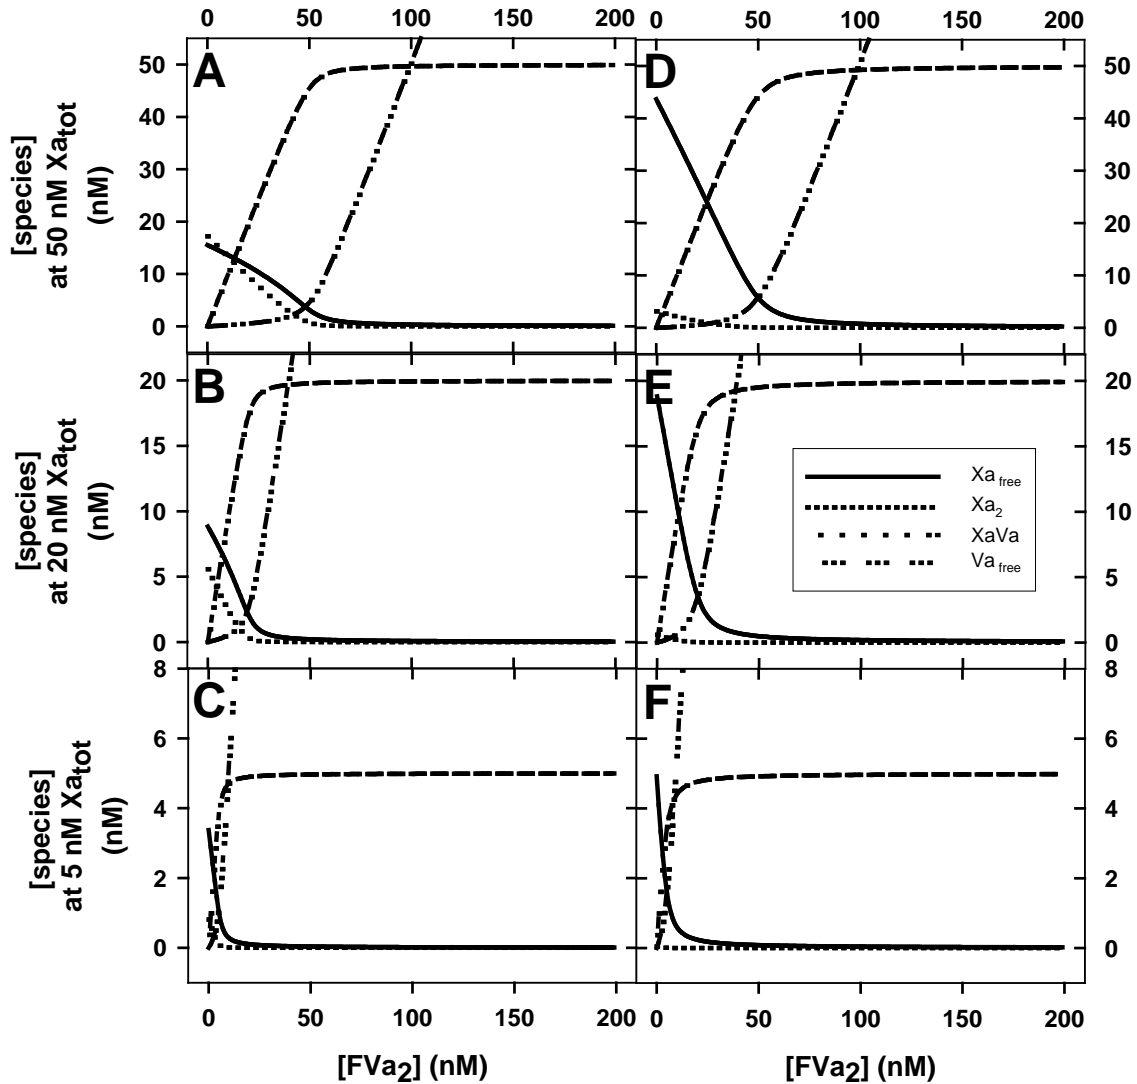 0 50 100 150 200 0 50 100 150 200
A D
50 40 30 20 10 0
50 40 30 20 10 0
[species]
at 50 nM Xatot
(nM)
B E
20 15 10 5 0
20 15 10 5 0
[species]
at 20 nM Xatot
(nM)
Xa free
Xa2
XaVa
Va free
C F
8 6 4 2 0
8 6 4 2 0
[species]
at 5 nM Xatot
(nM)
0 50 100 150 200 0 50 100 150 200
[FVa2] (nM) [FVa2] (nM)